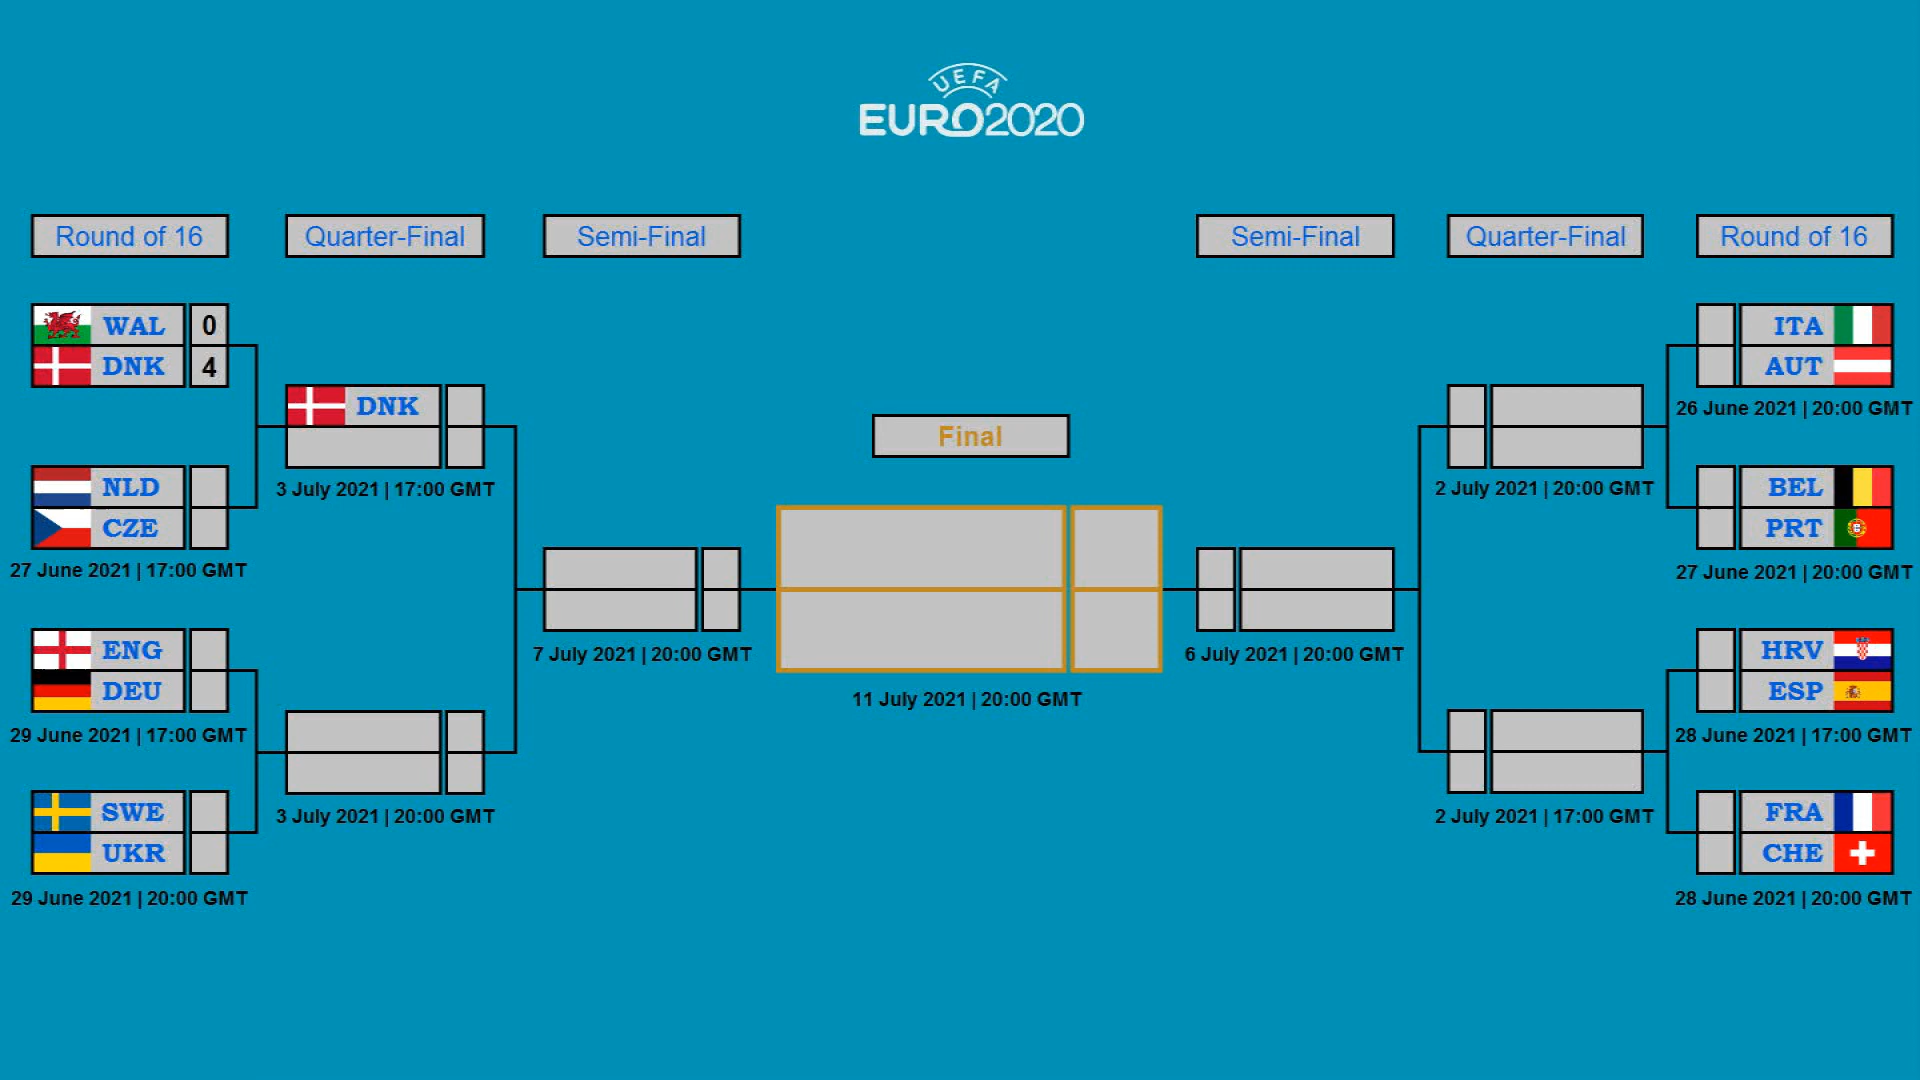 UEFA
EURO2020
Round of 16
Quarter-Final
Semi-Final
Semi-Final
Quarter-Final
Round of 16
WAL 0
DNK 4
NLD
CZE
27 June 2021 | 17:00 GMT
ENG
DEU
29 June 2021 | 17:00 GMT
SWE
UKR
29 June 2021 | 20:00 GMT
DNK
3 July 2021 | 17:00 GMT
3 July 2021 | 20:00 GMT
7 July 2021 | 20:00 GMT
Final
11 July 2021 | 20:00 GMT
6 July 2021 | 20:00 GMT
2 July 2021 | 20:00 GMT
2 July 2021 | 17:00 GMT
ITA
AUT
26 June 2021 | 20:00 GMT
BEL
PRT
27 June 2021 | 20:00 GMT
HRV
ESP
28 June 2021 | 17:00 GMT
FRA
CHE
28 June 2021 | 20:00 GMT